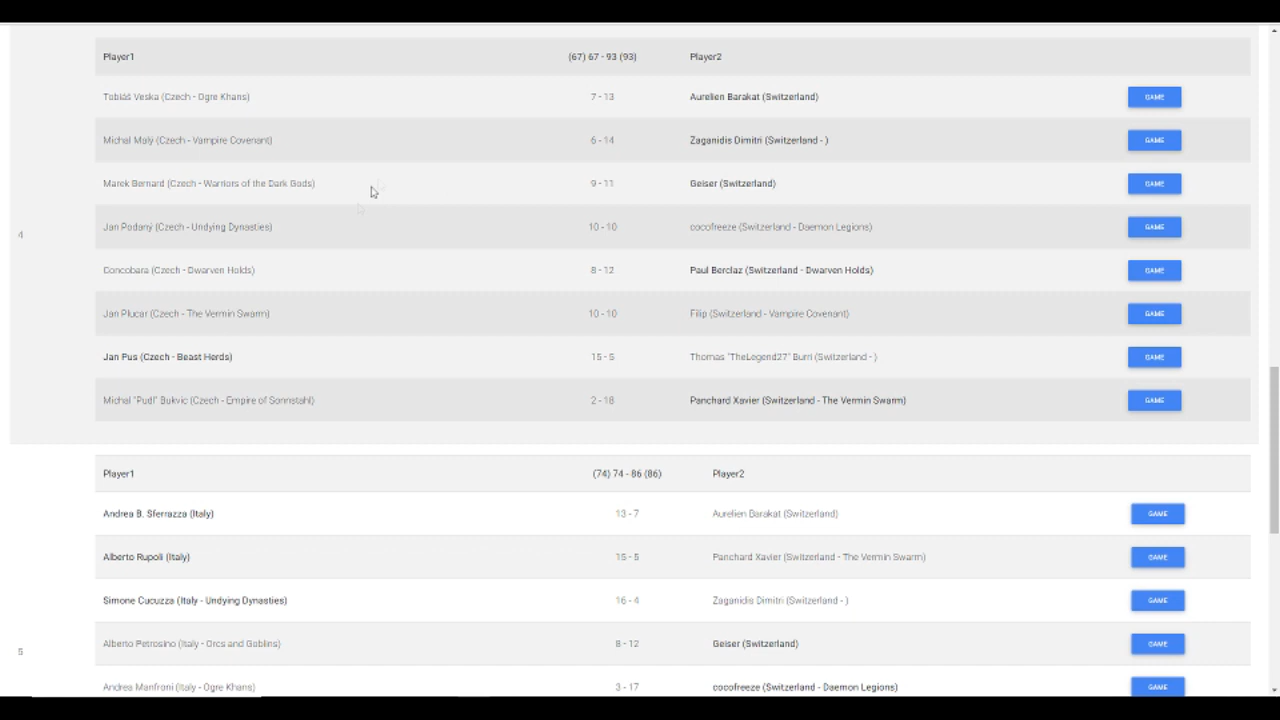 Player1 (67) 67 - 93 (93) Player2
Tobiáš Veska (Czech - Ogre Khans) 7 - 13 Aurelien Barakat (Switzerland) GAME
Michal Malý (Czech - Vampire Covenant) 6 - 14 Zaganidis Dimitri (Switzerland - ) GAME
Marek Bernard (Czech - Warriors of the Dark Gods) 9 - 11 Geiser (Switzerland) GAME
4
Jan Podaný (Czech - Undying Dynasties) 10 - 10 cocofreeze (Switzerland - Daemon Legions) GAME
Concobara (Czech - Dwarven Holds) 8 - 12 Paul Berclaz (Switzerland - Dwarven Holds) GAME
Jan Plucar (Czech - The Vermin Swarm) 10 - 10 Filip (Switzerland - Vampire Covenant) GAME
Jan Pus (Czech - Beast Herds) 15 - 5 Thomas "TheLegend27" Burri (Switzerland - ) GAME
Michal "Pudl" Bukvic (Czech - Empire of Sonnstahl) 2 - 18 Panchard Xavier (Switzerland - The Vermin Swarm) GAME
Player1 (74) 74 - 86 (86) Player2
Andrea B. Sferrazza (Italy) 13 - 7 Aurelien Barakat (Switzerland) GAME
Alberto Rupoli (Italy) 15 - 5 Panchard Xavier (Switzerland - The Vermin Swarm) GAME
Simone Cucuzza (Italy - Undying Dynasties) 16 - 4 Zaganidis Dimitri (Switzerland - ) GAME
Alberto Petrosino (Italy - Orcs and Goblins) 8 - 12 Geiser (Switzerland) GAME
5
Andrea Manfroni (Italy - Ogre Khans) 3 - 17 cocofreeze (Switzerland - Daemon Legions) GAME